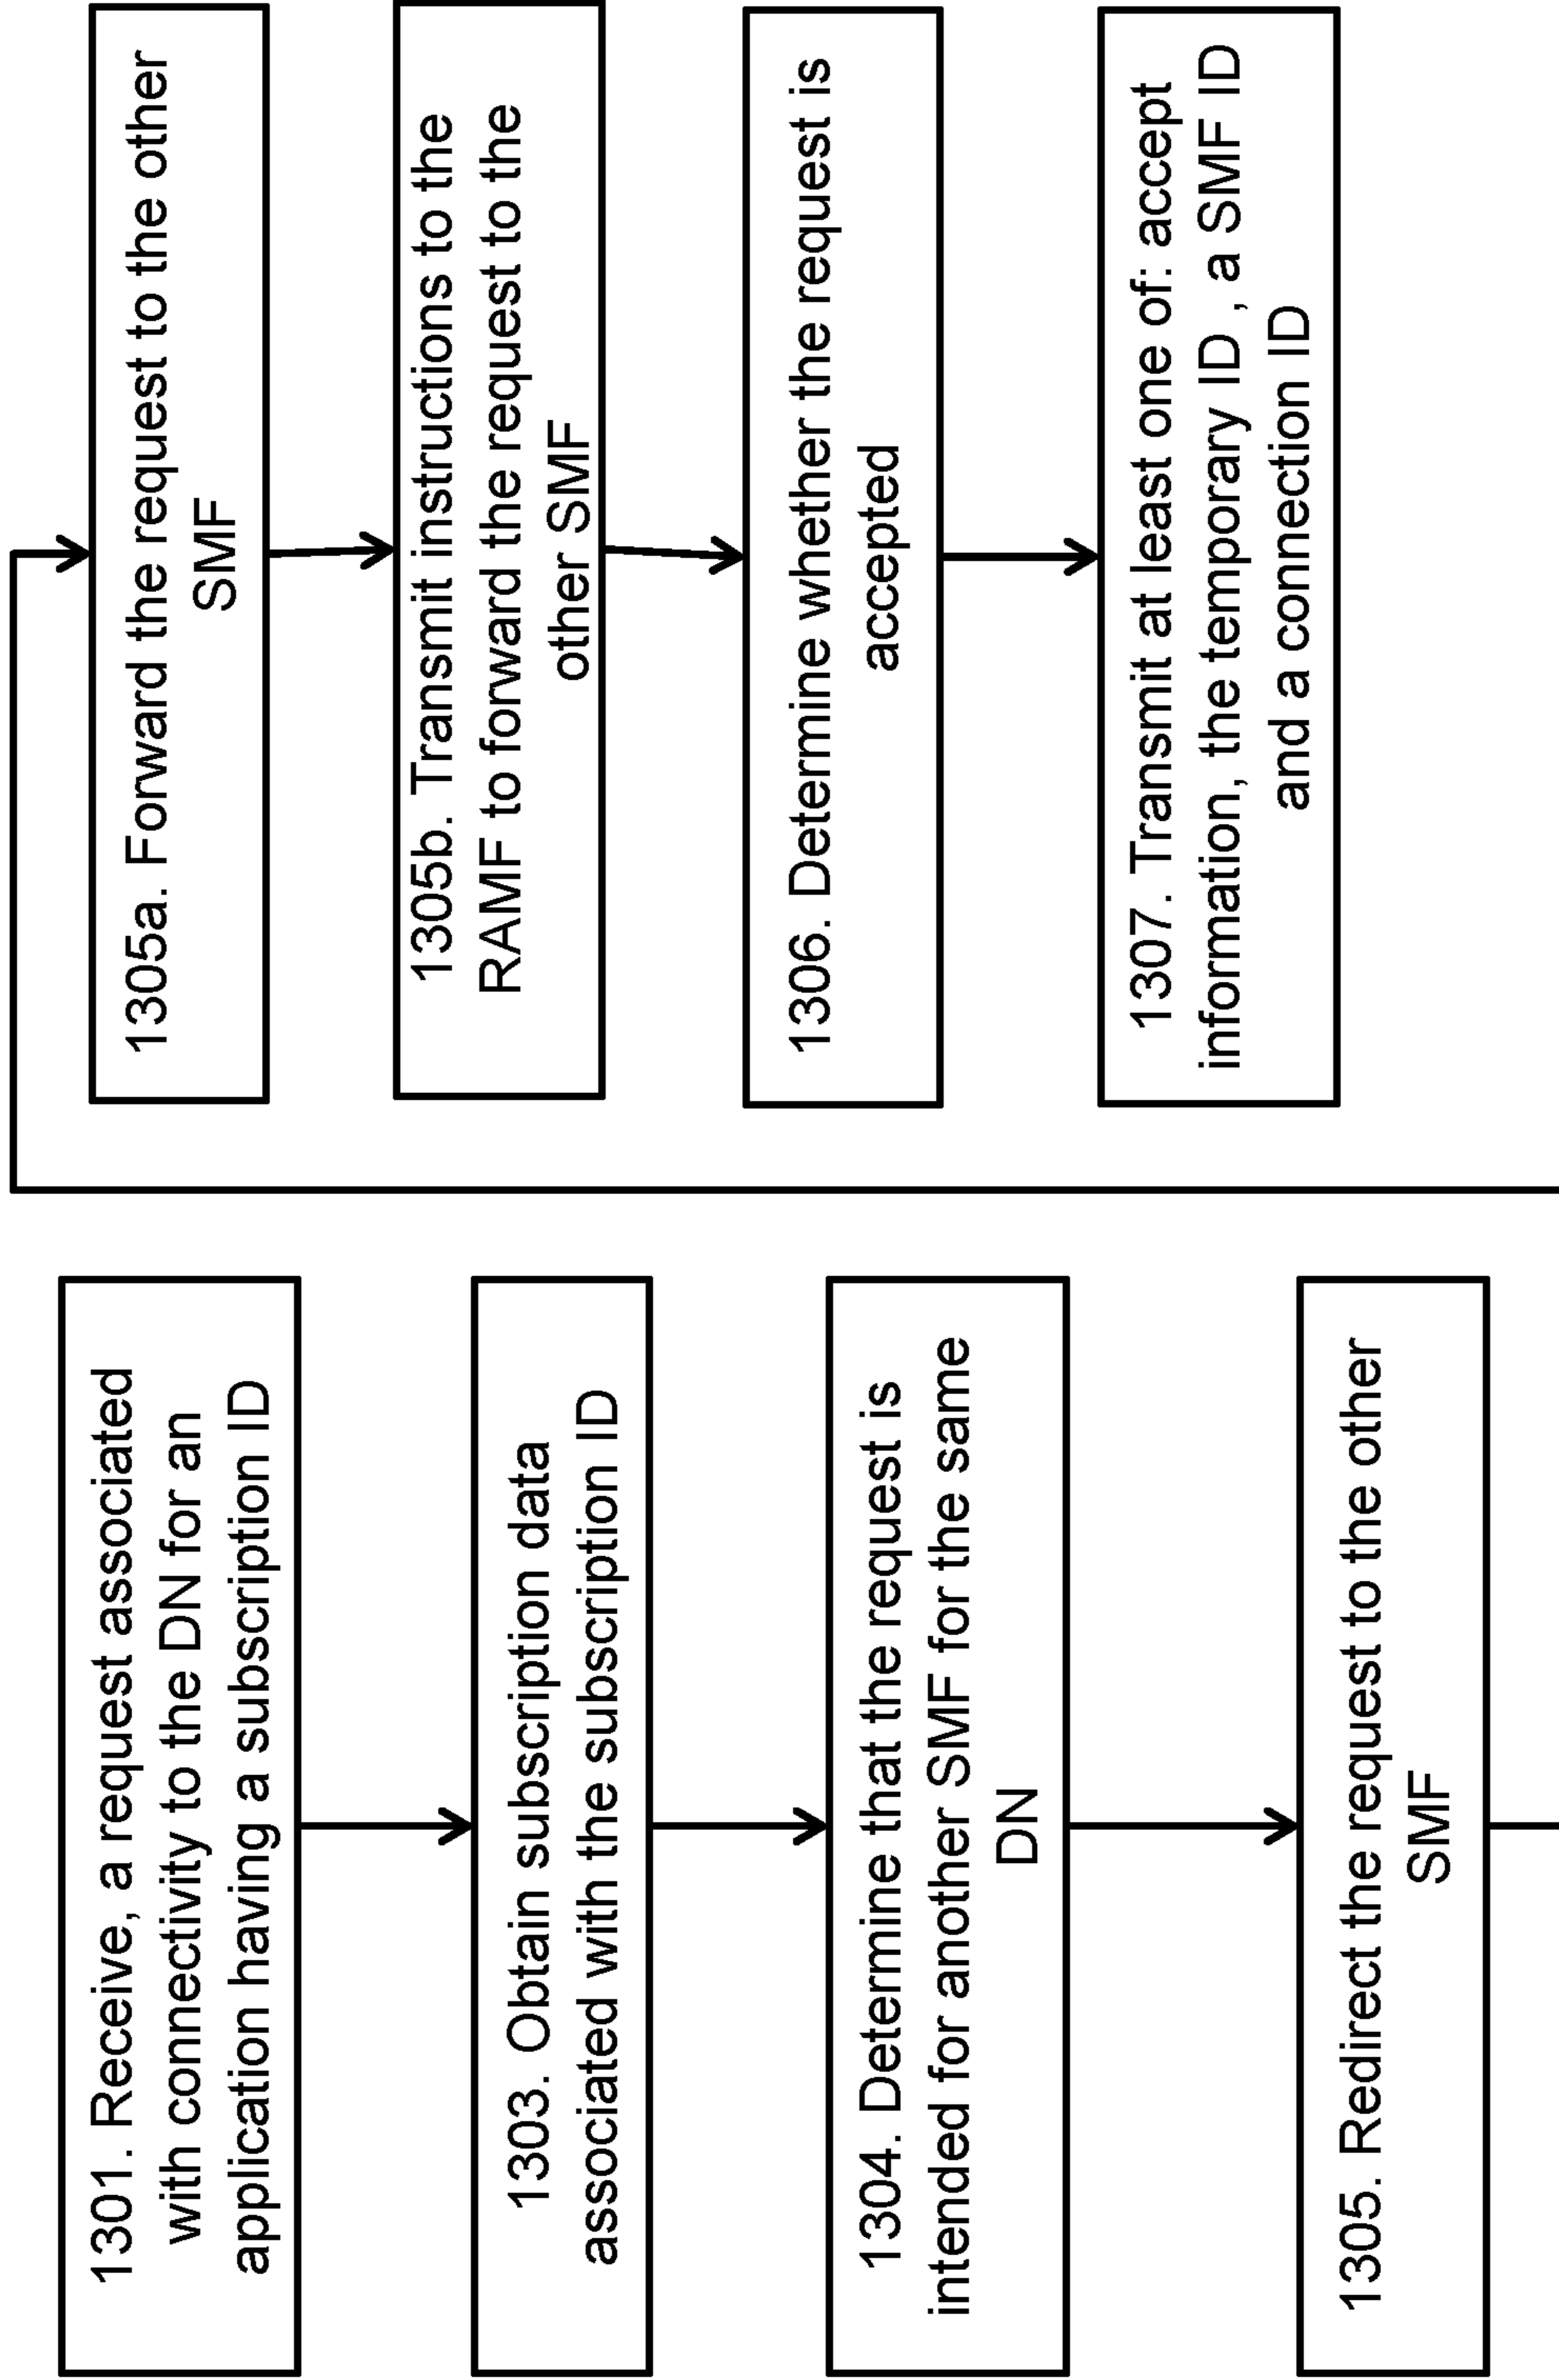 1301. Receive, a request associated
with connectivity to the DN for an
application having a subscription ID
1303. Obtain subscription data
associated with the subscription ID
1304. Determine that the request is
intended for another SMF for the same
DN
1305. Redirect the request to the other
SMF
1305a. Forward the request to the other
SMF
1305b. Transmit instructions to the
RAMF to forward the request to the
other SMF
1306. Determine whether the request is
accepted
1307. Transmit at least one of: accept
information, the temporary ID , a SMF ID
and a connection ID